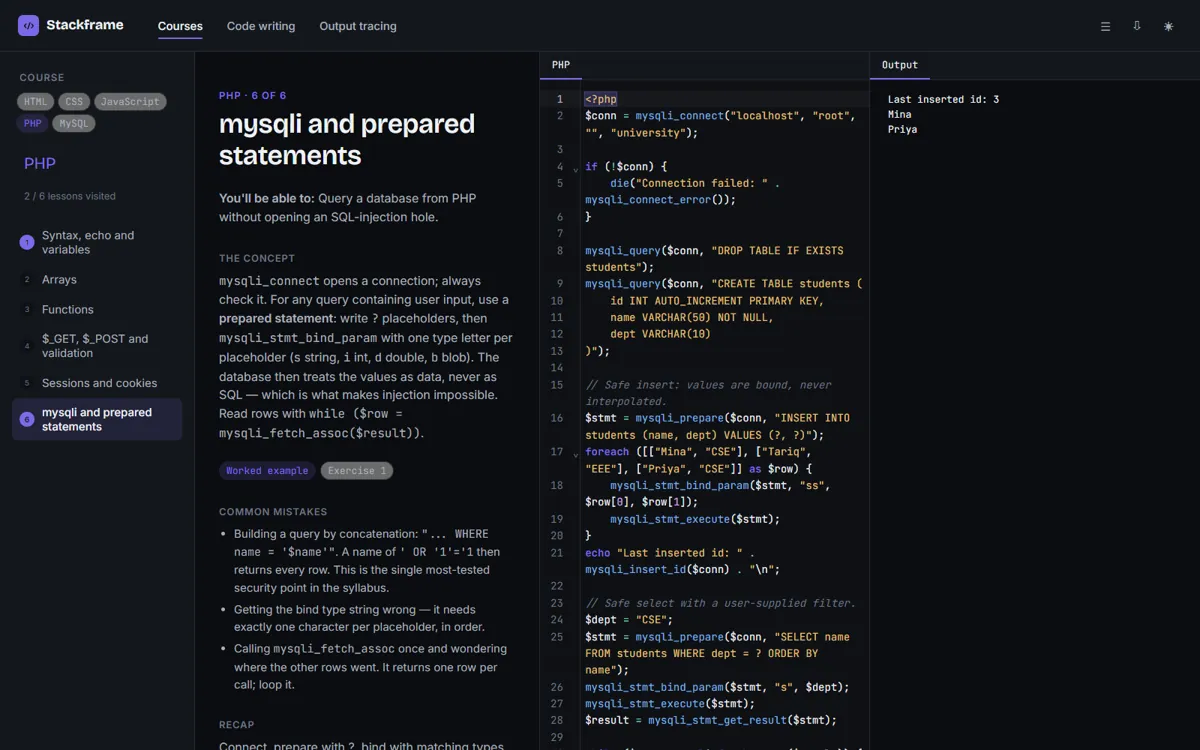 Stackframe
Courses
Code writing
Output tracing
COURSE
HTML
CSS
JavaScript
PHP
MySQL
PHP
2 / 6 lessons visited
1
Syntax, echo and
variables
2
Arrays
3
Functions
4
$_GET, $_POST and
validation
5
Sessions and cookies
6
mysqli and prepared
statements
PHP · 6 OF 6
mysqli and prepared
statements
You'll be able to: Query a database from PHP
without opening an SQL-injection hole.
THE CONCEPT
mysqli_connect opens a connection; always
check it. For any query containing user input, use a
prepared statement: write ? placeholders, then
mysqli_stmt_bind_param with one type letter per
placeholder (s string, i int, d double, b blob). The
database then treats the values as data, never as
SQL — which is what makes injection impossible.
Read rows with while ($row =
mysqli_fetch_assoc($result)).
Worked example
Exercise 1
COMMON MISTAKES
• Building a query by concatenation: "... WHERE
name = '$name'". A name of ' OR '1'='1 then
returns every row. This is the single most-tested
security point in the syllabus.
• Getting the bind type string wrong — it needs
exactly one character per placeholder, in order.
• Calling mysqli_fetch_assoc once and wondering
where the other rows went. It returns one row per
call; loop it.
RECAP
Connect, prepare with ?, bind with matching types
PHP
1 <?php
2 $conn = mysqli_connect("localhost", "root",
"", "university");
3
4 if (!$conn) {
5 die("Connection failed: " .
mysqli_connect_error());
6 }
7
8 mysqli_query($conn, "DROP TABLE IF EXISTS
students");
9 mysqli_query($conn, "CREATE TABLE students (
10 id INT AUTO_INCREMENT PRIMARY KEY,
11 name VARCHAR(50) NOT NULL,
12 dept VARCHAR(10)
13 )");
14
15 // Safe insert: values are bound, never
interpolated.
16 $stmt = mysqli_prepare($conn, "INSERT INTO
students (name, dept) VALUES (?, ?)");
17 foreach ([["Mina", "CSE"], ["Tariq",
"EEE"], ["Priya", "CSE"]] as $row) {
18 mysqli_stmt_bind_param($stmt, "ss",
$row[0], $row[1]);
19 mysqli_stmt_execute($stmt);
20 }
21 echo "Last inserted id: " .
mysqli_insert_id($conn) . "\n";
22
23 // Safe select with a user-supplied filter.
24 $dept = "CSE";
25 $stmt = mysqli_prepare($conn, "SELECT name
FROM students WHERE dept = ? ORDER BY
name");
26 mysqli_stmt_bind_param($stmt, "s", $dept);
27 mysqli_stmt_execute($stmt);
28 $result = mysqli_stmt_get_result($stmt);
29
Output
Last inserted id: 3
Mina
Priya